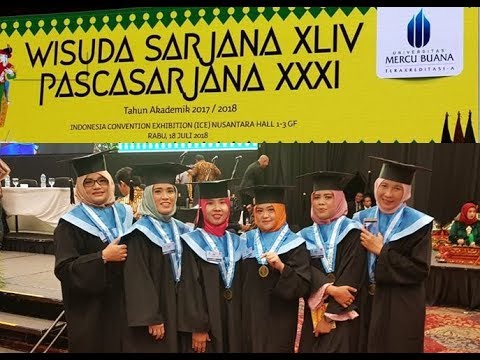 WISUDA SARJANA XLIV
PASCASARJANA XXXI
Tahun Akademik 2017 / 2018
INDONESIA CONVENTION EXHIBITION (ICE) NUSANTARA HALL 1-3 GF
RABU, 18 JULI 2018
UNIVERSITAS
MERCU BUANA
TERAKREDITASI-A